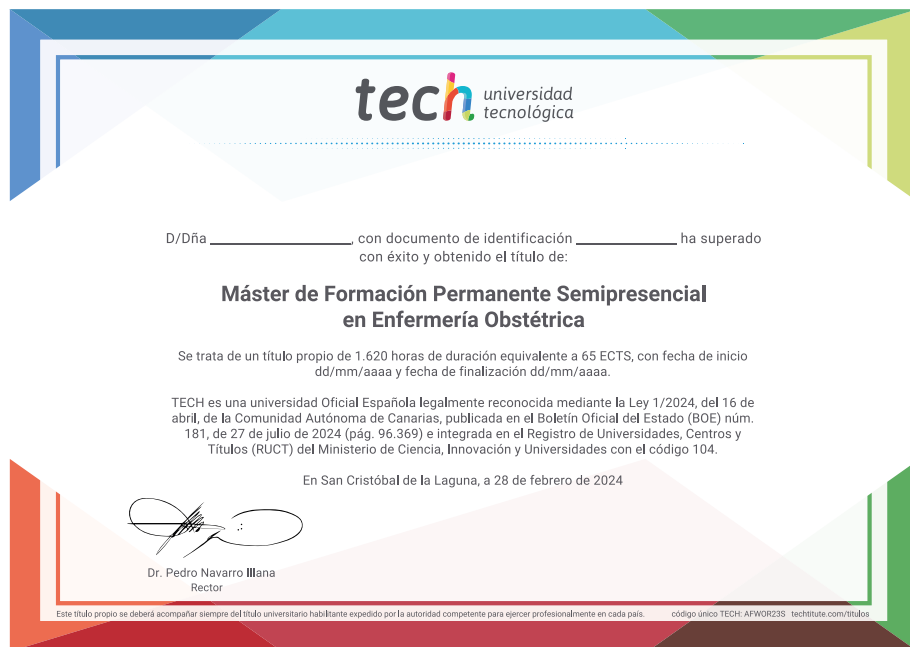 tech universidad
tecnológica
D/Dña ________________, con documento de identificación ____________ ha superado
con éxito y obtenido el título de:
Máster de Formación Permanente Semipresencial
en Enfermería Obstétrica
Se trata de un título propio de 1.620 horas de duración equivalente a 65 ECTS, con fecha de inicio
dd/mm/aaaa y fecha de finalización dd/mm/aaaa.
TECH es una universidad Oficial Española legalmente reconocida mediante la Ley 1/2024, del 16 de
abril, de la Comunidad Autónoma de Canarias, publicada en el Boletín Oficial del Estado (BOE) núm.
181, de 27 de julio de 2024 (pág. 96.369) e integrada en el Registro de Universidades, Centros y
Títulos (RUCT) del Ministerio de Ciencia, Innovación y Universidades con el código 104.
En San Cristóbal de la Laguna, a 28 de febrero de 2024
Dr. Pedro Navarro Illana
Rector
Este título propio se deberá acompañar siempre del título universitario habilitante expedido por la autoridad competente para ejercer profesionalmente en cada país. código único TECH: AFWOR23S techtitute.com/titulos